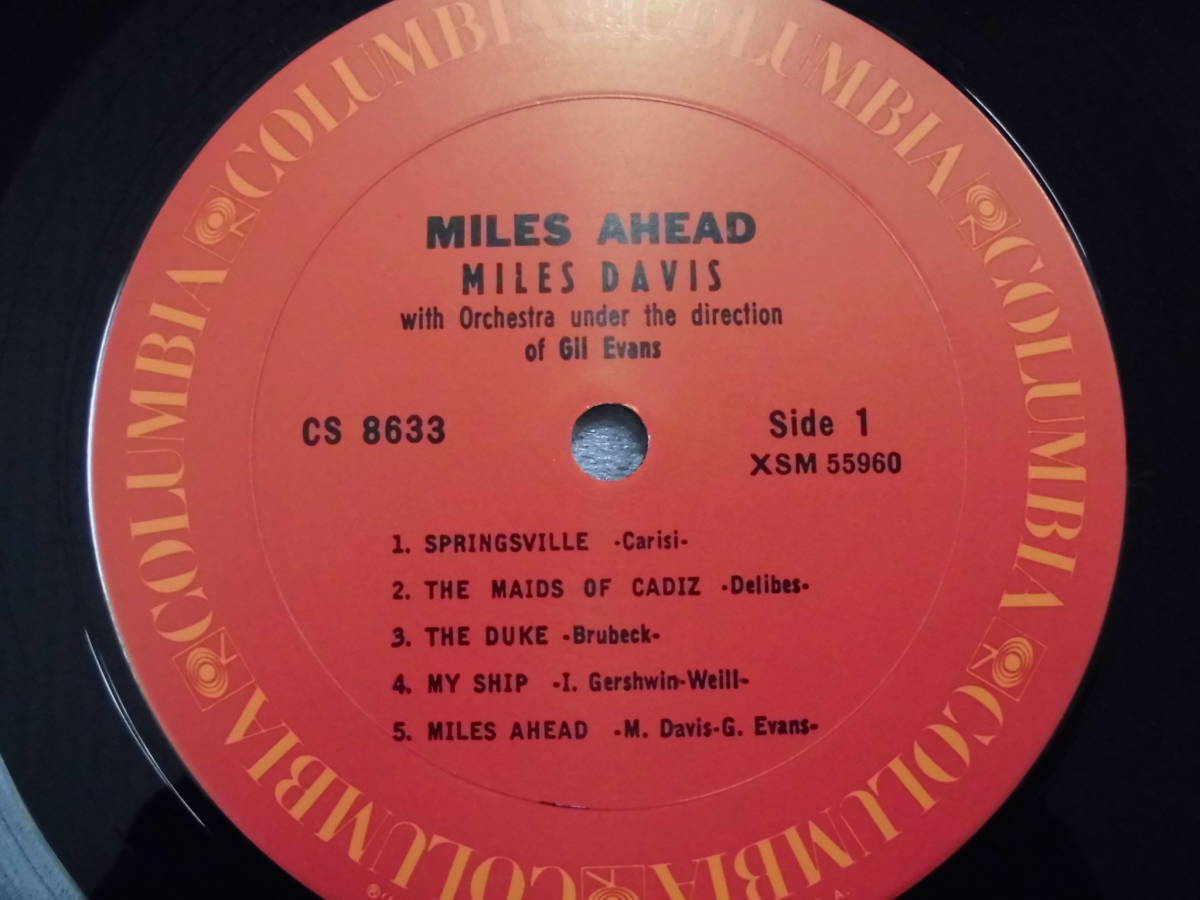 COLUMBIA COLUMBIA COLUMBIA COLUMBIA COLUMBIA COLUMBIA COLUMBIA COLUMBIA
MILES AHEAD
MILES DAVIS
with Orchestra under the direction
of Gil Evans
CS 8633
Side 1
XSM 55960
1. SPRINGSVILLE -Carisi-
2. THE MAIDS OF CADIZ -Delibes-
3. THE DUKE -Brubeck-
4. MY SHIP -I. Gershwin-Weill-
5. MILES AHEAD -M. Davis-G. Evans-